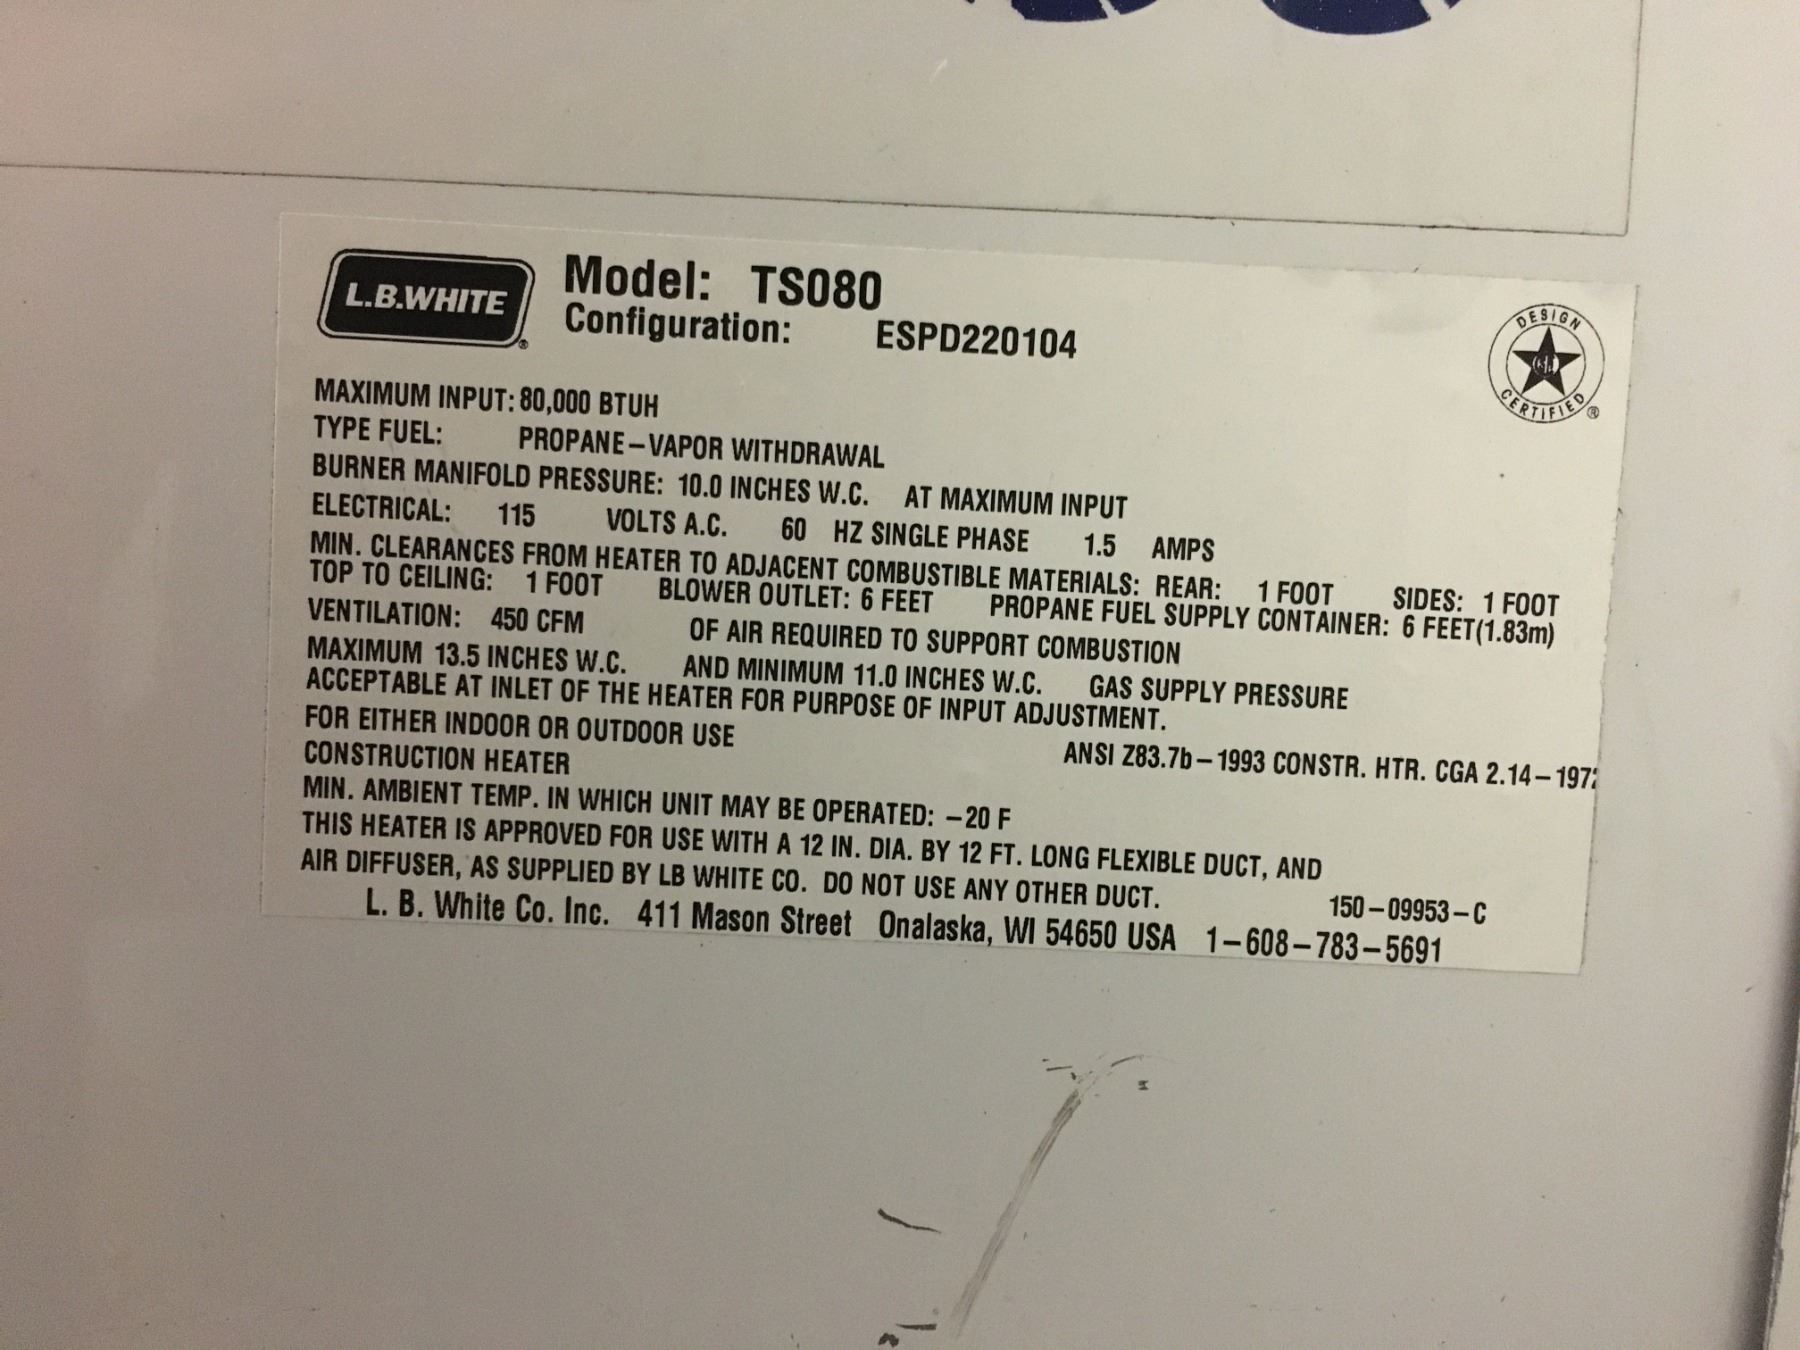 L.B.WHITE ®
Model: TS080
Configuration: ESPD220104
DESIGN CERTIFIED ®
MAXIMUM INPUT: 80,000 BTUH
TYPE FUEL: PROPANE–VAPOR WITHDRAWAL
BURNER MANIFOLD PRESSURE: 10.0 INCHES W.C. AT MAXIMUM INPUT
ELECTRICAL: 115 VOLTS A.C. 60 HZ SINGLE PHASE 1.5 AMPS
MIN. CLEARANCES FROM HEATER TO ADJACENT COMBUSTIBLE MATERIALS: REAR: 1 FOOT SIDES: 1 FOOT
TOP TO CEILING: 1 FOOT BLOWER OUTLET: 6 FEET PROPANE FUEL SUPPLY CONTAINER: 6 FEET(1.83m)
VENTILATION: 450 CFM OF AIR REQUIRED TO SUPPORT COMBUSTION
MAXIMUM 13.5 INCHES W.C. AND MINIMUM 11.0 INCHES W.C. GAS SUPPLY PRESSURE
ACCEPTABLE AT INLET OF THE HEATER FOR PURPOSE OF INPUT ADJUSTMENT.
FOR EITHER INDOOR OR OUTDOOR USE
CONSTRUCTION HEATER ANSI Z83.7b–1993 CONSTR. HTR. CGA 2.14–197
MIN. AMBIENT TEMP. IN WHICH UNIT MAY BE OPERATED: –20 F
THIS HEATER IS APPROVED FOR USE WITH A 12 IN. DIA. BY 12 FT. LONG FLEXIBLE DUCT, AND
AIR DIFFUSER, AS SUPPLIED BY LB WHITE CO. DO NOT USE ANY OTHER DUCT. 150–09953–C
L. B. White Co. Inc. 411 Mason Street Onalaska, WI 54650 USA 1–608–783–5691